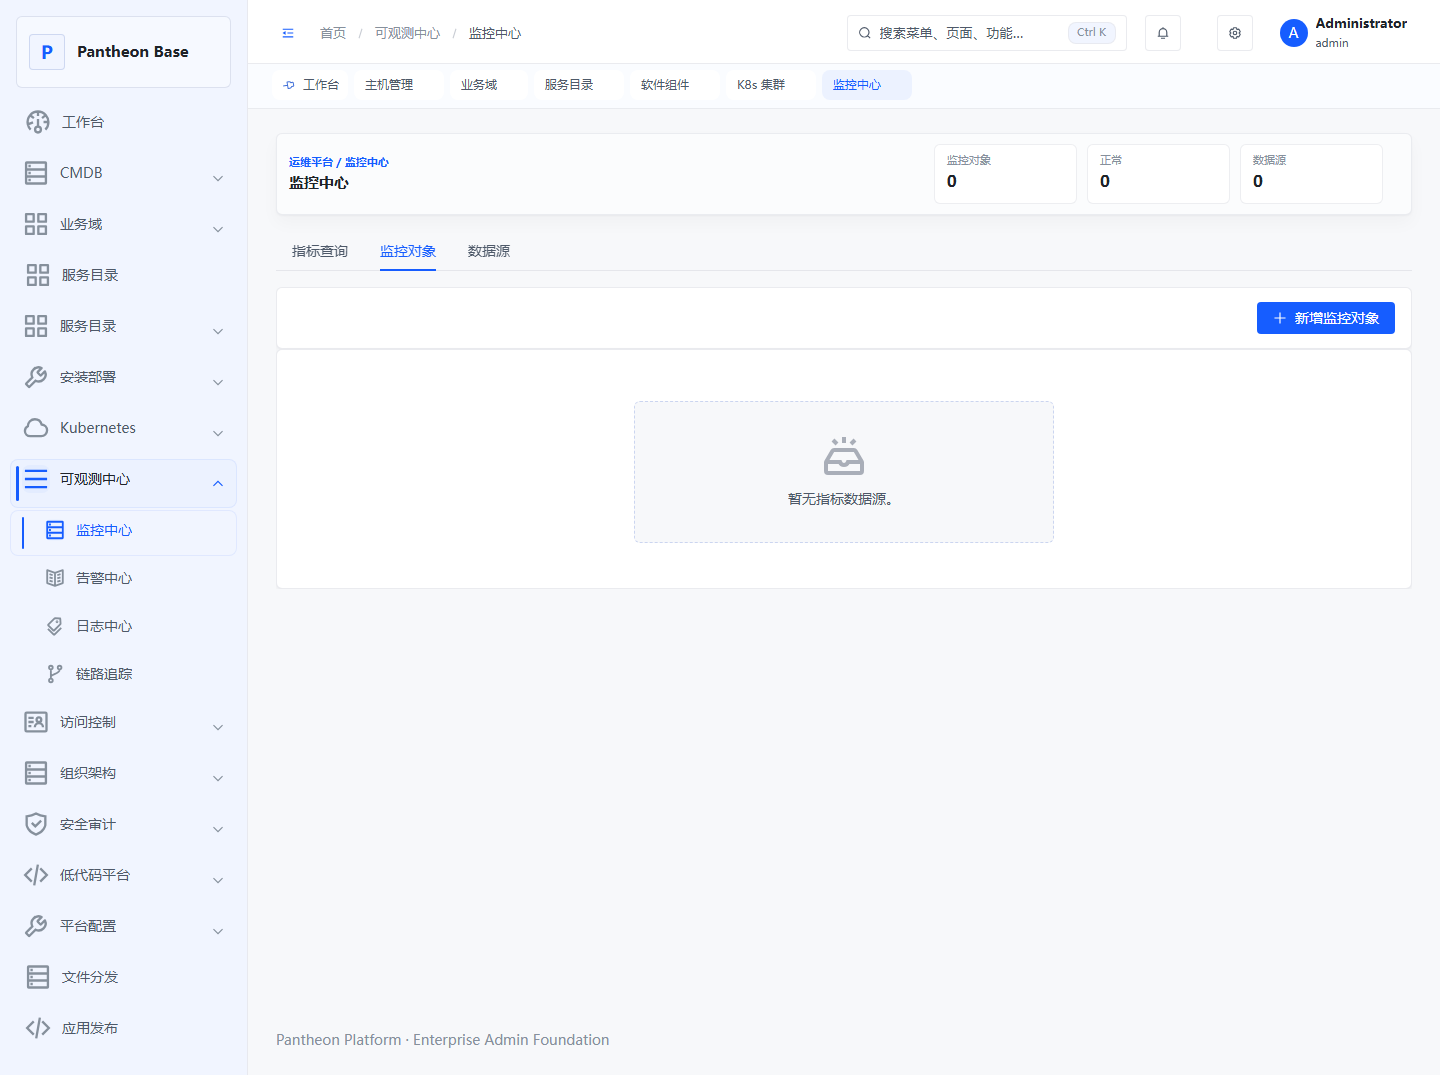 P
Pantheon Base
工作台
CMDB
业务域
服务目录
服务目录
安装部署
Kubernetes
可观测中心
监控中心
告警中心
日志中心
链路追踪
访问控制
组织架构
安全审计
低代码平台
平台配置
文件分发
应用发布
首页 / 可观测中心 / 监控中心
搜索菜单、页面、功能... Ctrl K
A
Administrator
admin
工作台 主机管理 业务域 服务目录 软件组件 K8s 集群 监控中心
运维平台 / 监控中心
监控中心
监控对象
0
正常
0
数据源
0
指标查询 监控对象 数据源
新增监控对象
暂无指标数据源。
Pantheon Platform · Enterprise Admin Foundation